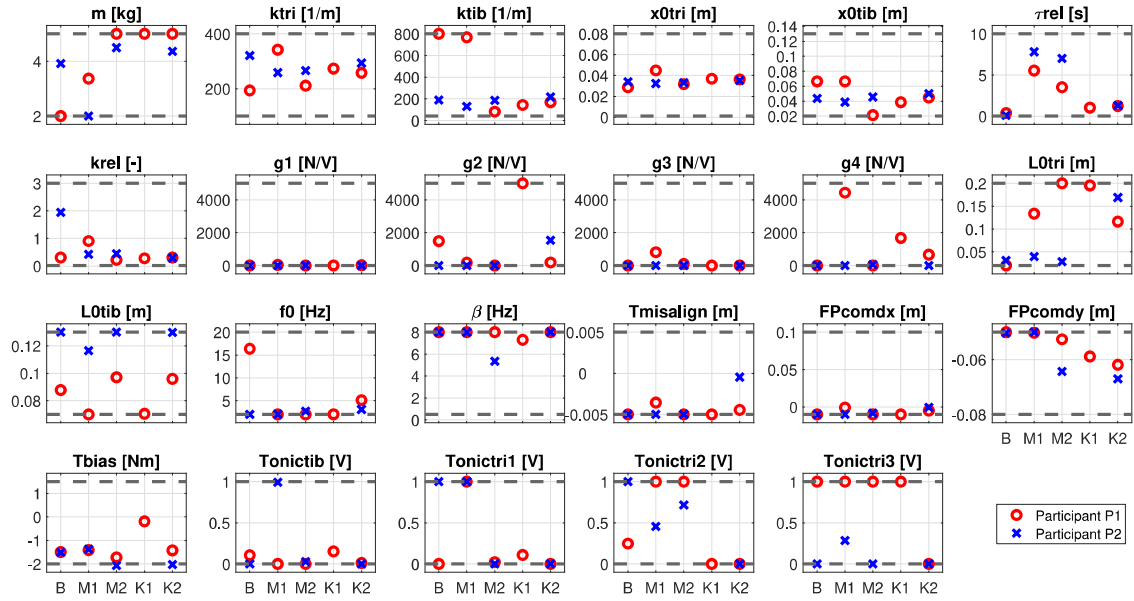 m [kg] ktri [1/m] ktib [1/m] x0tri [m] x0tib [m] τrel [s]
4 2
400 200
800 600 400 200 0
0.08 0.06 0.04 0.02 0
0.14 0.12 0.1 0.08 0.06 0.04 0.02 0
10 5 0
krel [-] g1 [N/V] g2 [N/V] g3 [N/V] g4 [N/V] L0tri [m]
3 2 1 0
4000 2000 0
4000 2000 0
4000 2000 0
4000 2000 0
0.2 0.15 0.1 0.05
L0tib [m] f0 [Hz] β [Hz] Tmisalign [m] FPcomdx [m] FPcomdy [m]
0.12 0.1 0.08
20 15 10 5
8 6 4 2 0
0.005 0 -0.005
0.1 0.05 0
-0.06 -0.08
B M1 M2 K1 K2
Tbias [Nm] Tonictib [V] Tonictri1 [V] Tonictri2 [V] Tonictri3 [V]
1 0 -1 -2
1 0.5 0
1 0.5 0
1 0.5 0
1 0.5 0
Participant P1
Participant P2
B M1 M2 K1 K2 B M1 M2 K1 K2 B M1 M2 K1 K2 B M1 M2 K1 K2 B M1 M2 K1 K2